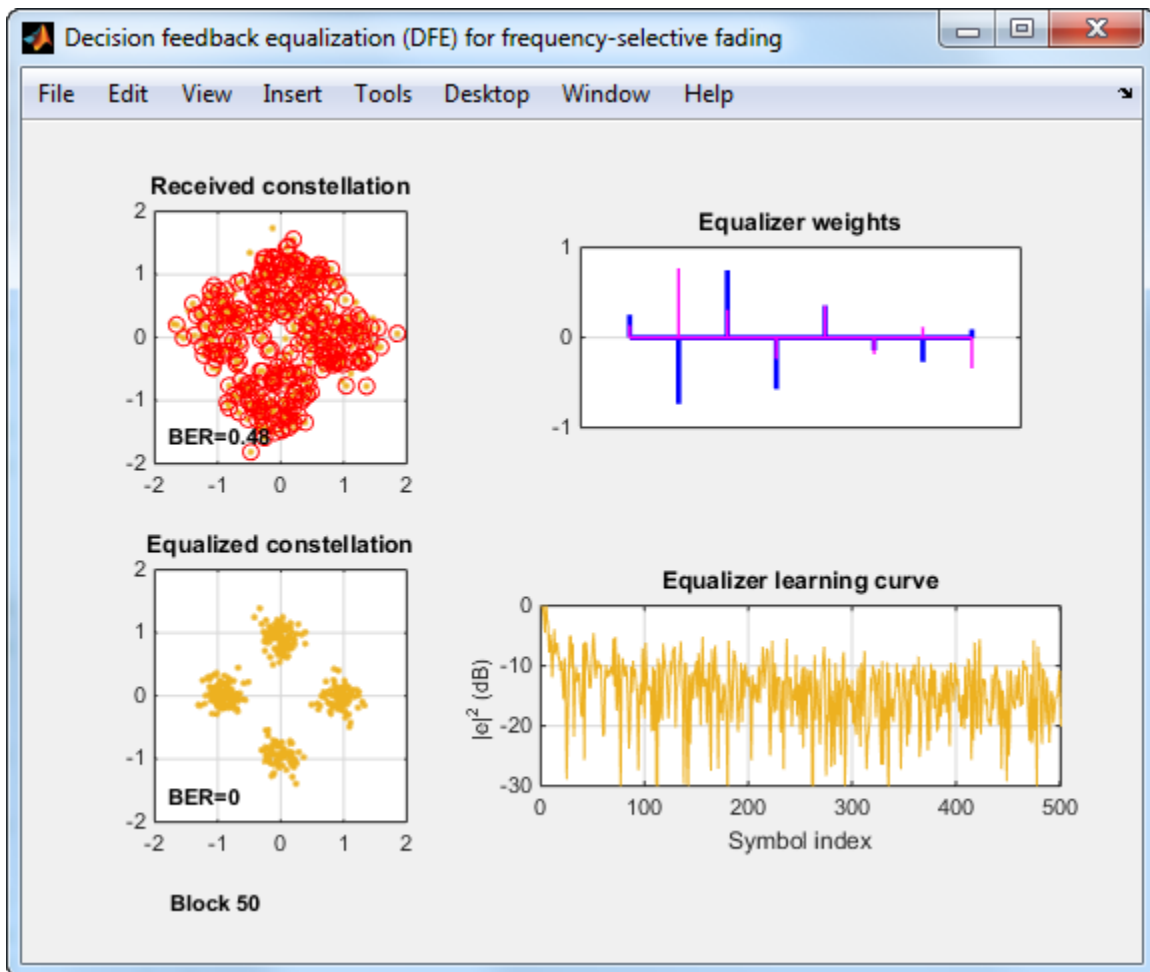 Decision feedback equalization (DFE) for frequency-selective fading
File Edit View Insert Tools Desktop Window Help
Received constellation
2
1
0
-1
-2
BER=0.48
-2 -1 0 1 2
Equalizer weights
1
0
-1
Equalized constellation
2
1
0
-1
-2
BER=0
-2 -1 0 1 2
Equalizer learning curve
|e|² (dB)
0
-10
-20
-30
0 100 200 300 400 500
Symbol index
Block 50